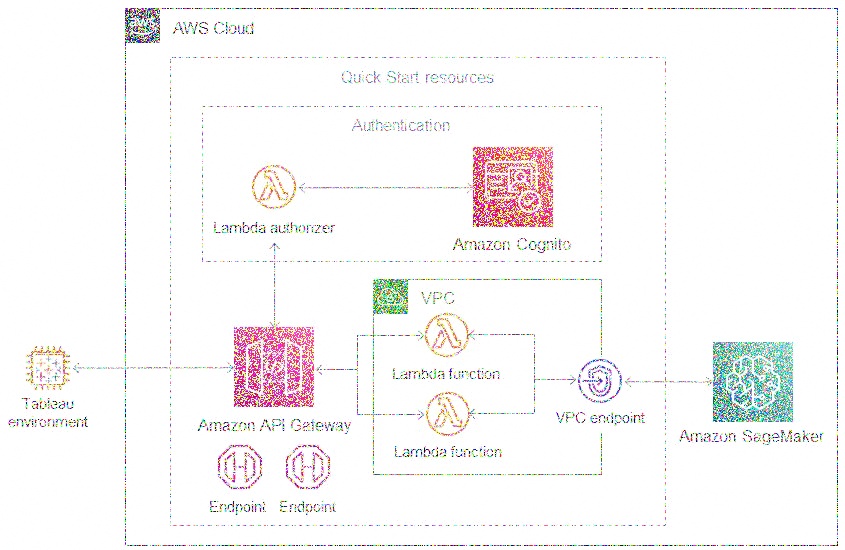 AWS Cloud
Quick Start resources
Authentication
Lambda authorizer
Amazon Cognito
VPC
Lambda function
Tableau
environment
Amazon API Gateway
VPC endpoint
Amazon SageMaker
Lambda function
Endpoint
Endpoint